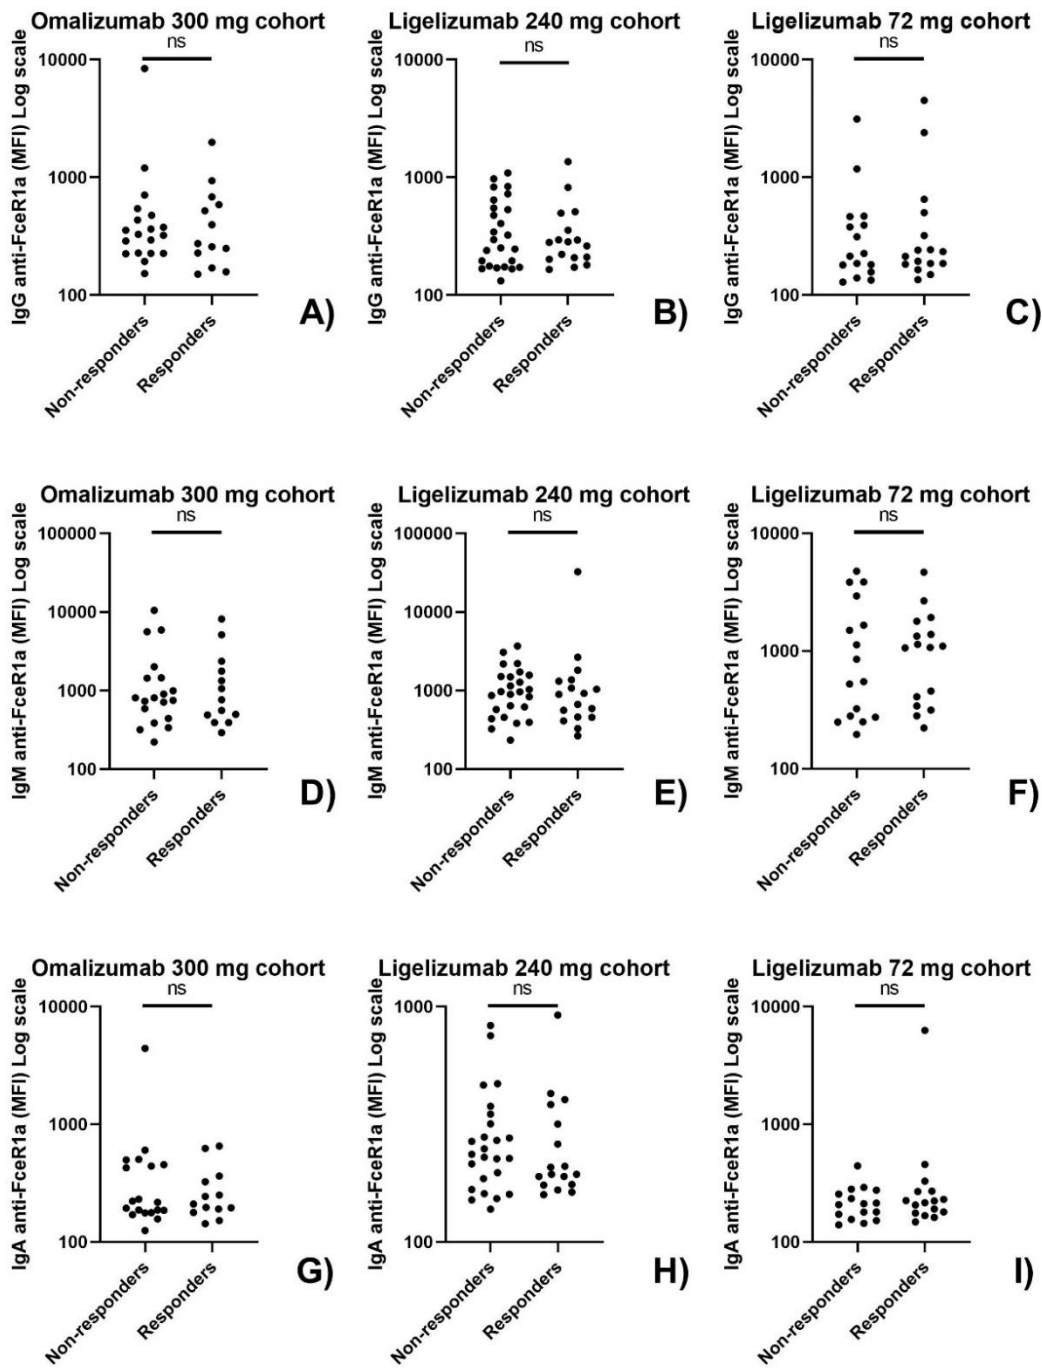 Omalizumab 300 mg cohort
ns
IgG anti-FceR1a (MFI) Log scale
10000
1000
100
Non-responders
Responders
A)
Ligelizumab 240 mg cohort
ns
IgG anti-FceR1a (MFI) Log scale
10000
1000
100
Non-responders
Responders
B)
Ligelizumab 72 mg cohort
ns
IgG anti-FceR1a (MFI) Log scale
10000
1000
100
Non-responders
Responders
C)
Omalizumab 300 mg cohort
ns
IgM anti-FceR1a (MFI) Log scale
100000
10000
1000
100
Non-responders
Responders
D)
Ligelizumab 240 mg cohort
ns
IgM anti-FceR1a (MFI) Log scale
100000
10000
1000
100
Non-responders
Responders
E)
Ligelizumab 72 mg cohort
ns
IgM anti-FceR1a (MFI) Log scale
10000
1000
100
Non-responders
Responders
F)
Omalizumab 300 mg cohort
ns
IgA anti-FceR1a (MFI) Log scale
10000
1000
100
Non-responders
Responders
G)
Ligelizumab 240 mg cohort
ns
IgA anti-FceR1a (MFI) Log scale
1000
100
Non-responders
Responders
H)
Ligelizumab 72 mg cohort
ns
IgA anti-FceR1a (MFI) Log scale
10000
1000
100
Non-responders
Responders
I)